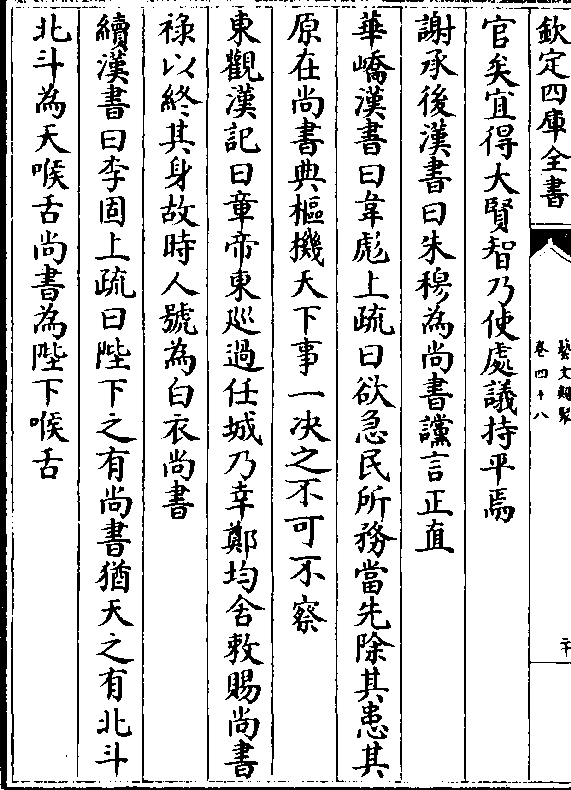 欽定四庫全書
藝文類聚
卷四十八
二十
官矣宜得大賢智乃使處議持平焉
謝承後漢書曰朱穆為尚書讜言正直
華嶠漢書曰韋彪上疏曰欲急民所務當先除其患其
原在尚書典樞機天下事一決之不可不察
東觀漢記曰章帝東廵過任城乃幸鄭均舍敕賜尚書
祿以終其身故時人號為白衣尚書
續漢書曰李固上疏曰陛下之有尚書猶天之有北斗
北斗為天喉舌尚書為陛下喉舌